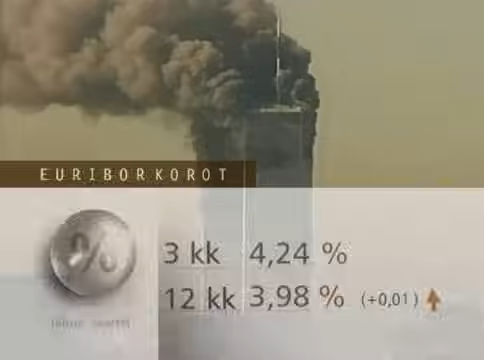 EURIBORKOROT
3 kk 4,24 %
12 kk 3,98 % (+0,01)
%